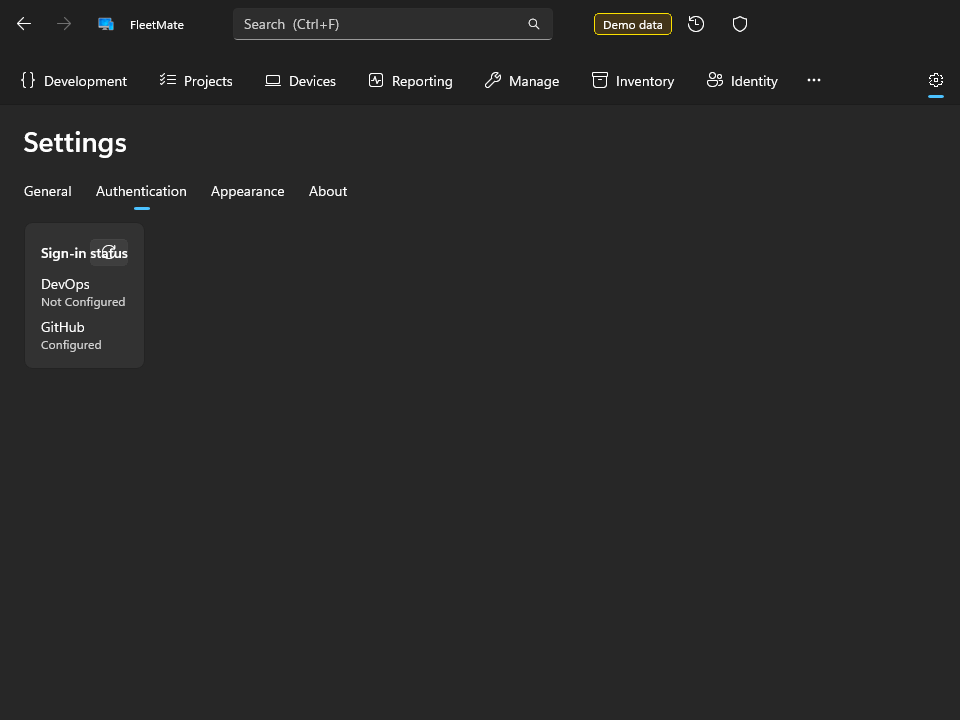 FleetMate
Search (Ctrl+F)
Demo data
Development
Projects
Devices
Reporting
Manage
Inventory
Identity
Settings
General
Authentication
Appearance
About
Sign-in status
DevOps
Not Configured
GitHub
Configured